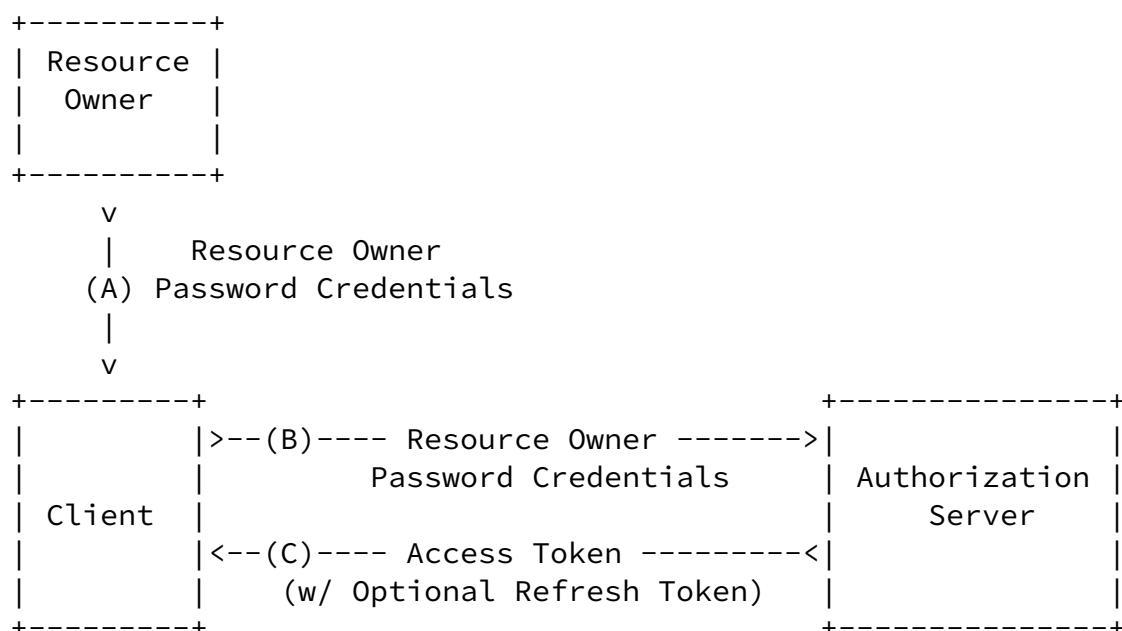 +----------+
| Resource |
|  Owner   |
|          |
+----------+
     v
     |    Resource Owner
    (A) Password Credentials
     |
     v
+---------+                                  +---------------+
|         |>--(B)---- Resource Owner ------->|               |
|         |         Password Credentials     | Authorization |
| Client  |                                  |     Server    |
|         |<--(C)---- Access Token ---------<|               |
|         |    (w/ Optional Refresh Token)   |               |
+---------+                                  +---------------+